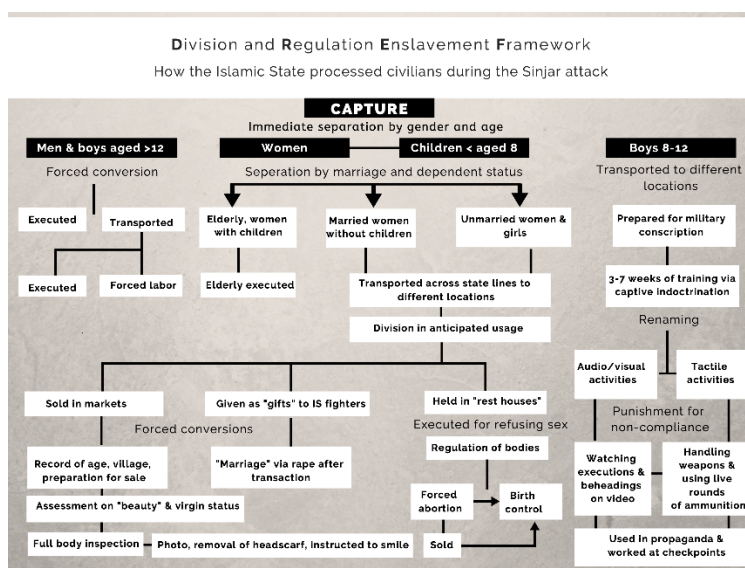 Division and Regulation Enslavement Framework
How the Islamic State processed civilians during the Sinjar attack
CAPTURE
Immediate separation by gender and age
Men & boys aged >12
Forced conversion
Executed
Transported
Executed
Forced labor
Women
Children < aged 8
Seperation by marriage and dependent status
Elderly, women
with children
Married women
without children
Unmarried women &
girls
Elderly executed
Transported across state lines to
different locations
Division in anticipated usage
Sold in markets
Given as "gifts" to IS fighters
Held in "rest houses"
Forced conversions
Executed for refusing sex
Record of age, village,
preparation for sale
"Marriage" via rape after
transaction
Regulation of bodies
Assessment on "beauty" & virgin status
Forced
abortion
Birth
control
Full body inspection
Photo, removal of headscarf, instructed to smile
Sold
Boys 8-12
Transported to different
locations
Prepared for military
conscription
3-7 weeks of training via
captive indoctrination
Renaming
Audio/visual
activities
Tactile
activities
Punishment for
non-compliance
Watching
executions &
beheadings
on video
Handling
weapons &
using live
rounds
of ammunition
Used in propaganda &
worked at checkpoints